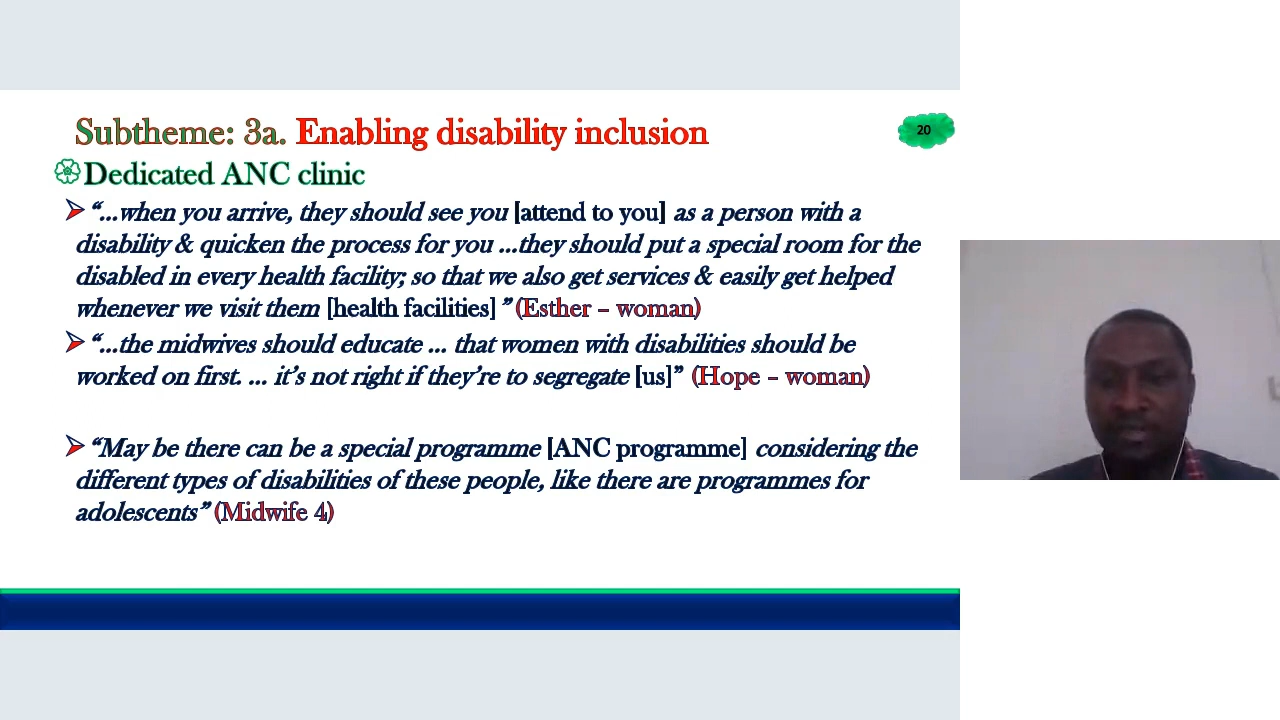 Subtheme: 3a. Enabling disability inclusion
20
Dedicated ANC clinic
“...when you arrive, they should see you [attend to you] as a person with a
disability & quicken the process for you ...they should put a special room for the
disabled in every health facility; so that we also get services & easily get helped
whenever we visit them [health facilities] ” (Esther – woman)
“...the midwives should educate ... that women with disabilities should be
worked on first. ... it’s not right if they’re to segregate [us]” (Hope – woman)
“May be there can be a special programme [ANC programme] considering the
different types of disabilities of these people, like there are programmes for
adolescents” (Midwife 4)